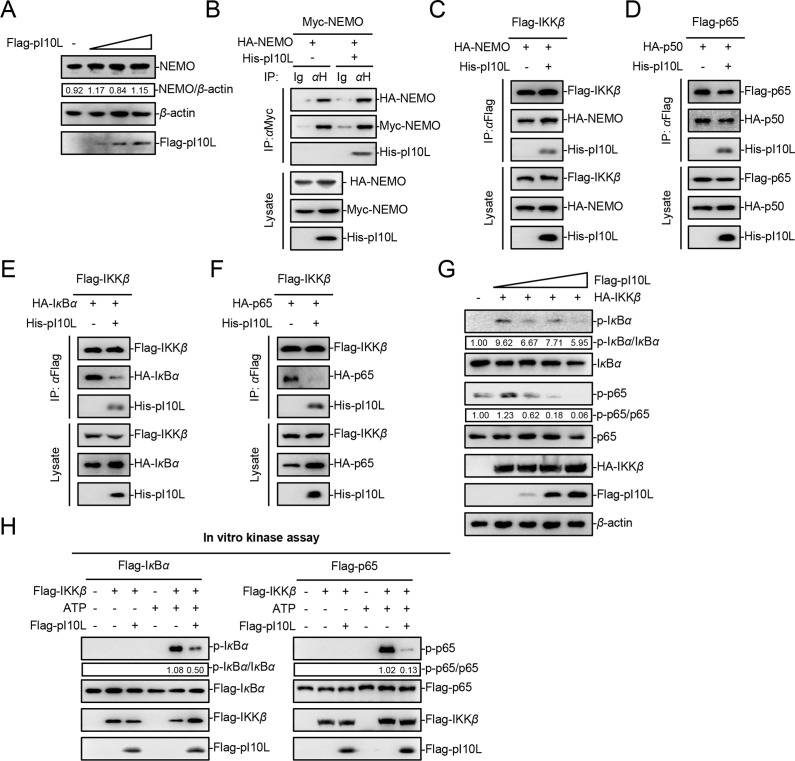 A
Flag-pI10L
-
NEMO
0.92 1.17 0.84 1.15
NEMO/β-actin
β-actin
Flag-pI10L
B
Myc-NEMO
HA-NEMO + +
His-pI10L - +
IP: Ig αH Ig αH
IP:αMyc
HA-NEMO
Myc-NEMO
His-pI10L
Lysate
HA-NEMO
Myc-NEMO
His-pI10L
C
Flag-IKKβ
HA-NEMO + +
His-pI10L - +
IP:αFlag
Flag-IKKβ
HA-NEMO
His-pI10L
Lysate
Flag-IKKβ
HA-NEMO
His-pI10L
D
Flag-p65
HA-p50 + +
His-pI10L - +
IP:αFlag
Flag-p65
HA-p50
His-pI10L
Lysate
Flag-p65
HA-p50
His-pI10L
E
Flag-IKKβ
HA-IκBα + +
His-pI10L - +
IP: αFlag
Flag-IKKβ
HA-IκBα
His-pI10L
Lysate
Flag-IKKβ
HA-IκBα
His-pI10L
F
Flag-IKKβ
HA-p65 + +
His-pI10L - +
IP: αFlag
Flag-IKKβ
HA-p65
His-pI10L
Lysate
Flag-IKKβ
HA-p65
His-pI10L
G
Flag-pI10L
- + + + + HA-IKKβ
p-IκBα
1.00 9.62 6.67 7.71 5.95 p-IκBα/IκBα
IκBα
p-p65
1.00 1.23 0.62 0.18 0.06 p-p65/p65
p65
HA-IKKβ
Flag-pI10L
β-actin
H
In vitro kinase assay
Flag-IκBα
Flag-IKKβ - + + - + +
ATP - - - + + +
Flag-pI10L - - + - - +
p-IκBα
1.08 0.50 p-IκBα/IκBα
Flag-IκBα
Flag-IKKβ
Flag-pI10L
Flag-p65
Flag-IKKβ - + + - + +
ATP - - - + + +
Flag-pI10L - - + - - +
p-p65
1.02 0.13 p-p65/p65
Flag-p65
Flag-IKKβ
Flag-pI10L